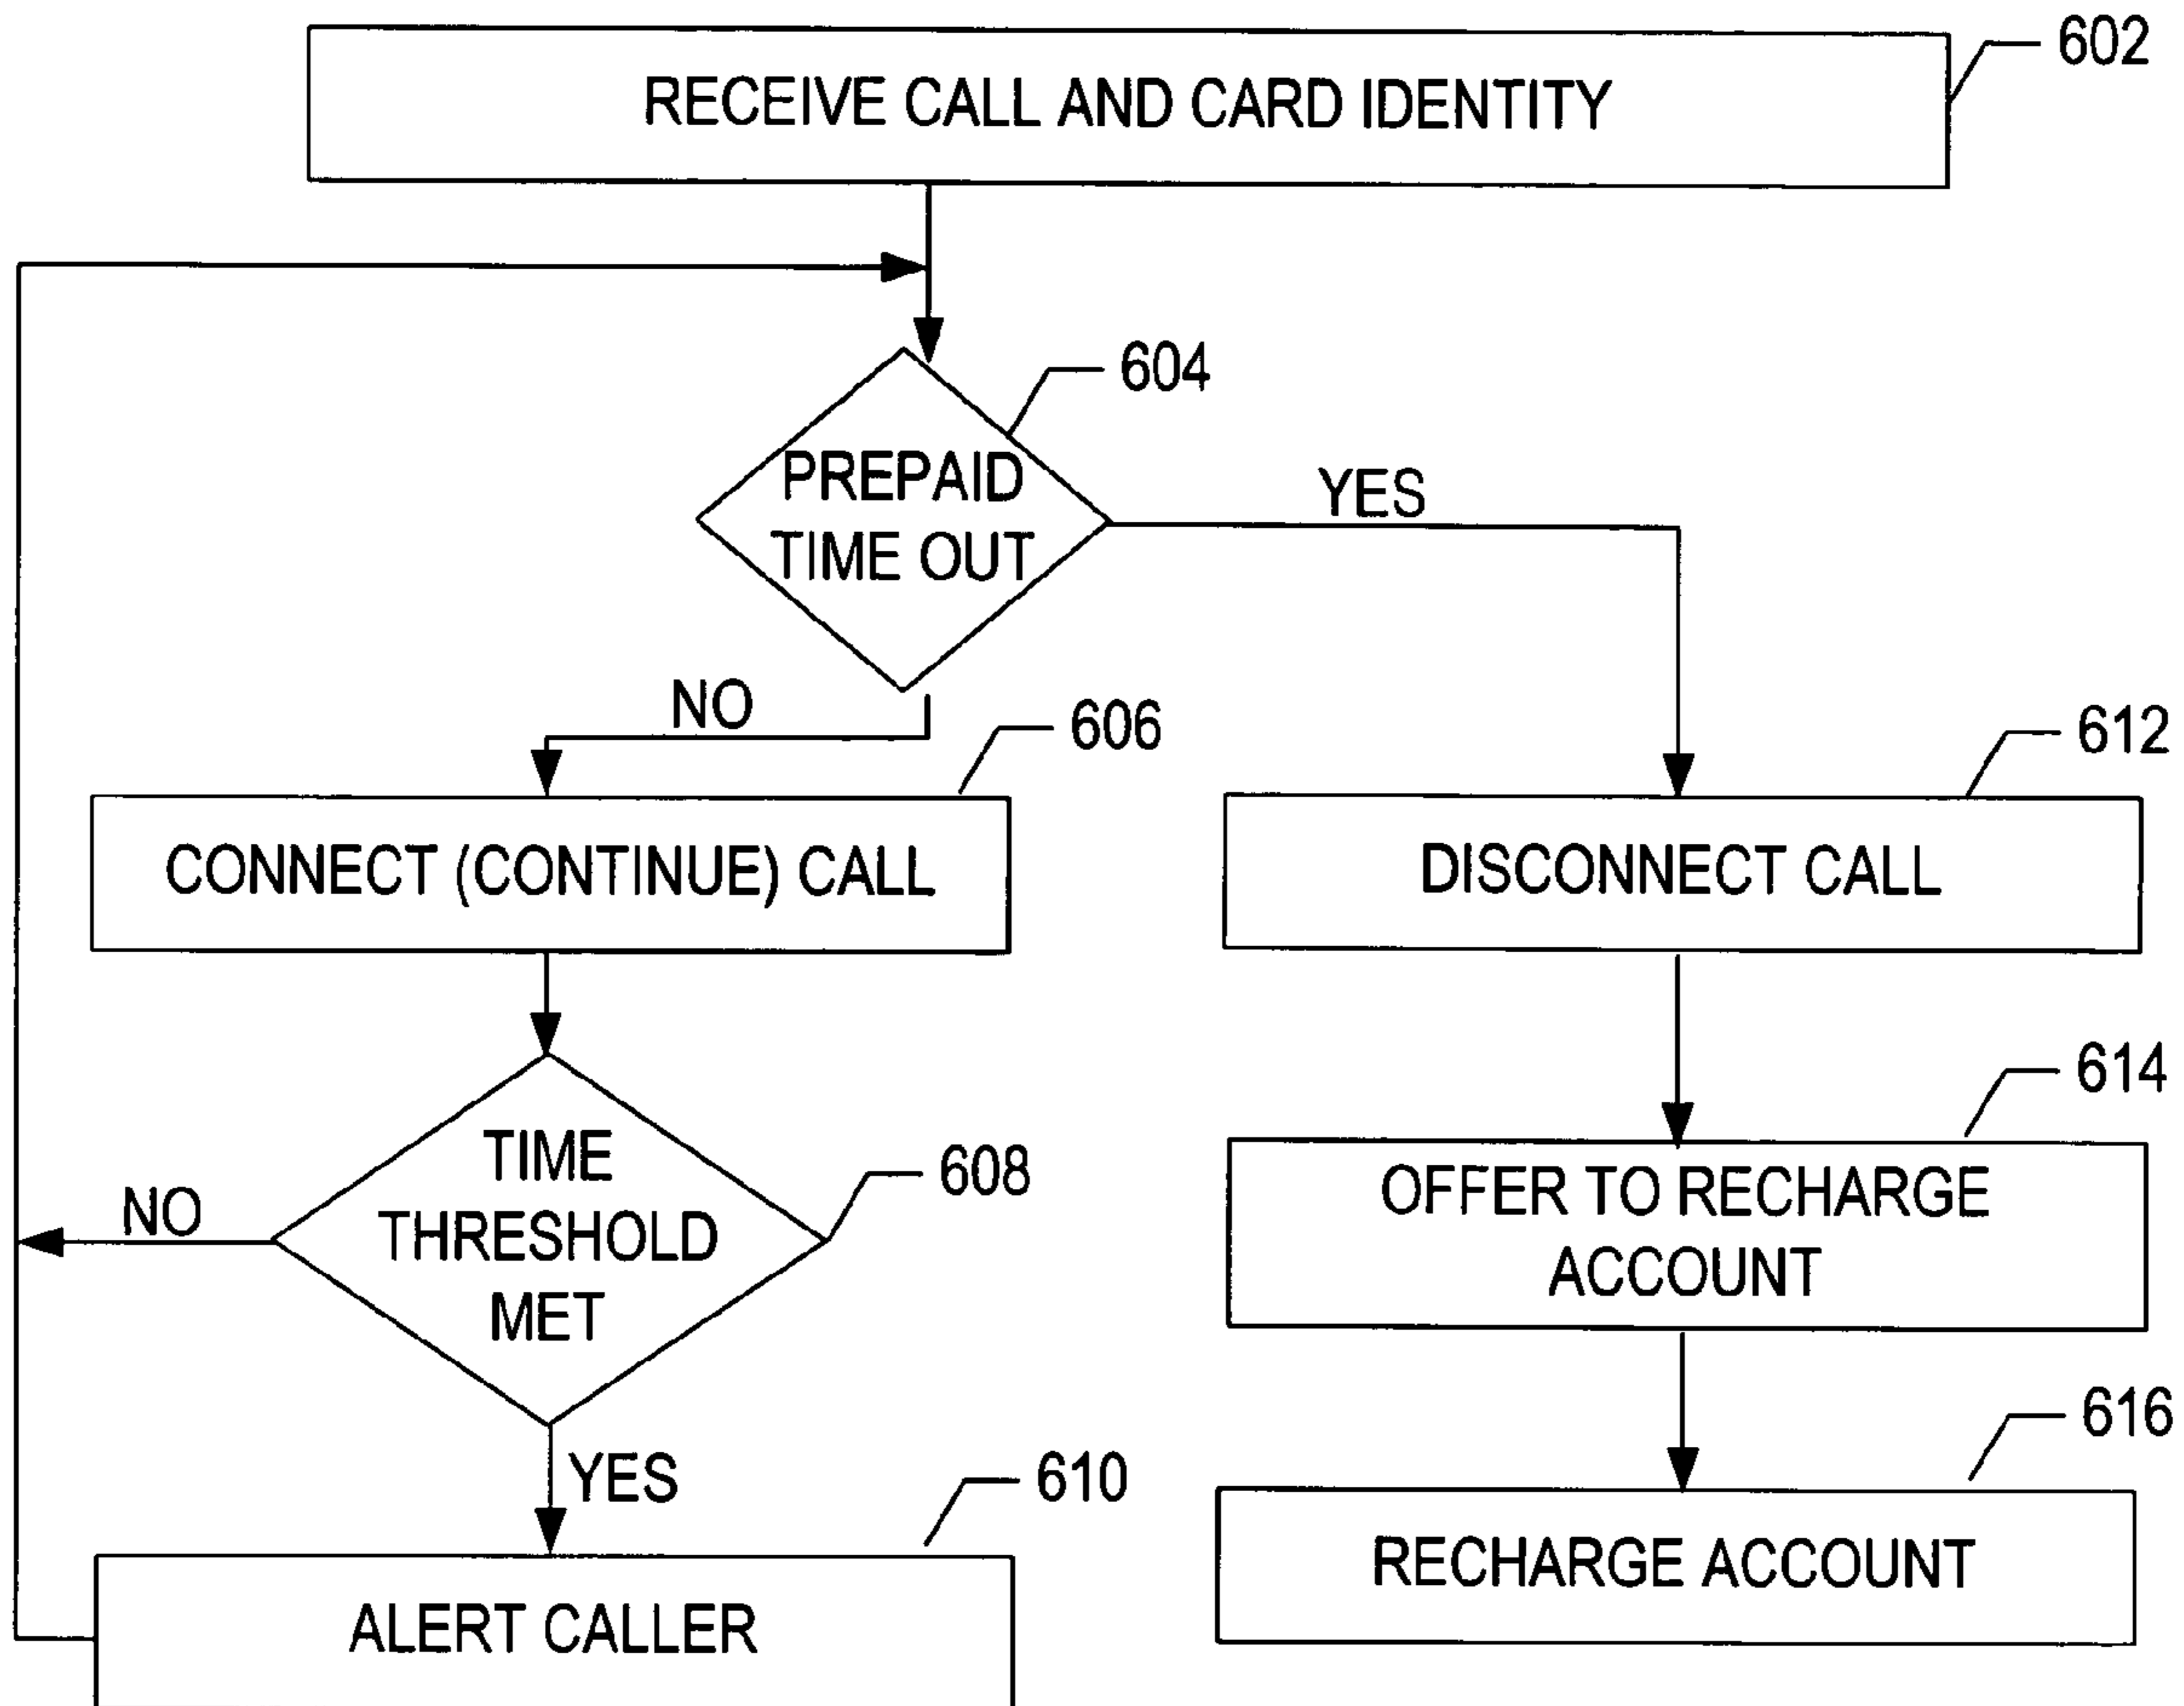 602
RECEIVE CALL AND CARD IDENTITY
604
PREPAID
TIME OUT
YES
NO
606
612
CONNECT (CONTINUE) CALL
DISCONNECT CALL
614
TIME
THRESHOLD
MET
608
NO
OFFER TO RECHARGE
ACCOUNT
616
YES
610
RECHARGE ACCOUNT
ALERT CALLER